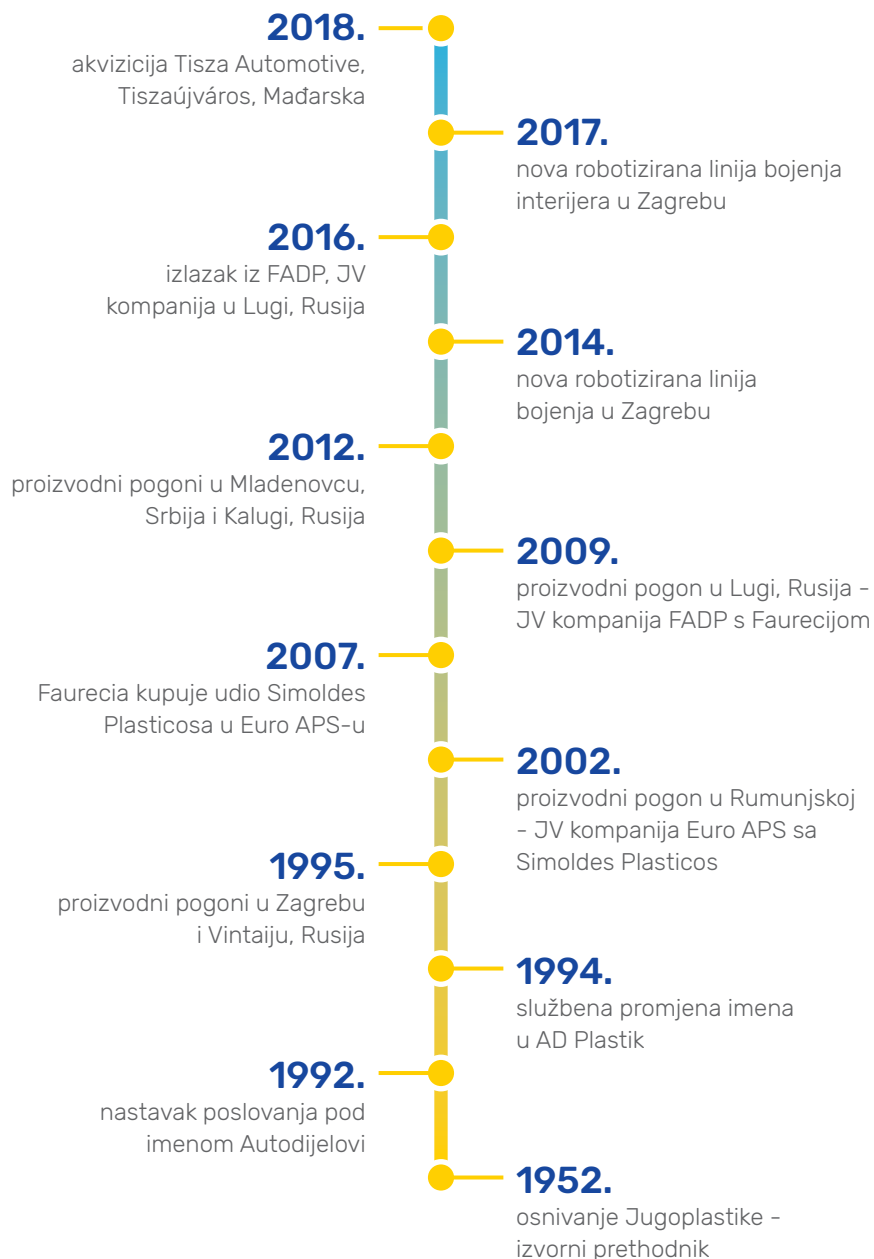 2018.
akvizicija Tisza Automotive,
Tiszaújváros, Mađarska
2017.
nova robotizirana linija bojenja
interijera u Zagrebu
2016.
izlazak iz FADP, JV
kompanija u Lugi, Rusija
2014.
nova robotizirana linija
bojenja u Zagrebu
2012.
proizvodni pogoni u Mladenovcu,
Srbija i Kalugi, Rusija
2009.
proizvodni pogon u Lugi, Rusija -
JV kompanija FADP s Faurecijom
2007.
Faurecia kupuje udio Simoldes
Plasticosa u Euro APS-u
2002.
proizvodni pogon u Rumunjskoj
- JV kompanija Euro APS sa
Simoldes Plasticos
1995.
proizvodni pogoni u Zagrebu
i Vintaiju, Rusija
1994.
službena promjena imena
u AD Plastik
1992.
nastavak poslovanja pod
imenom Autodijelovi
1952.
osnivanje Jugoplastike -
izvorni prethodnik